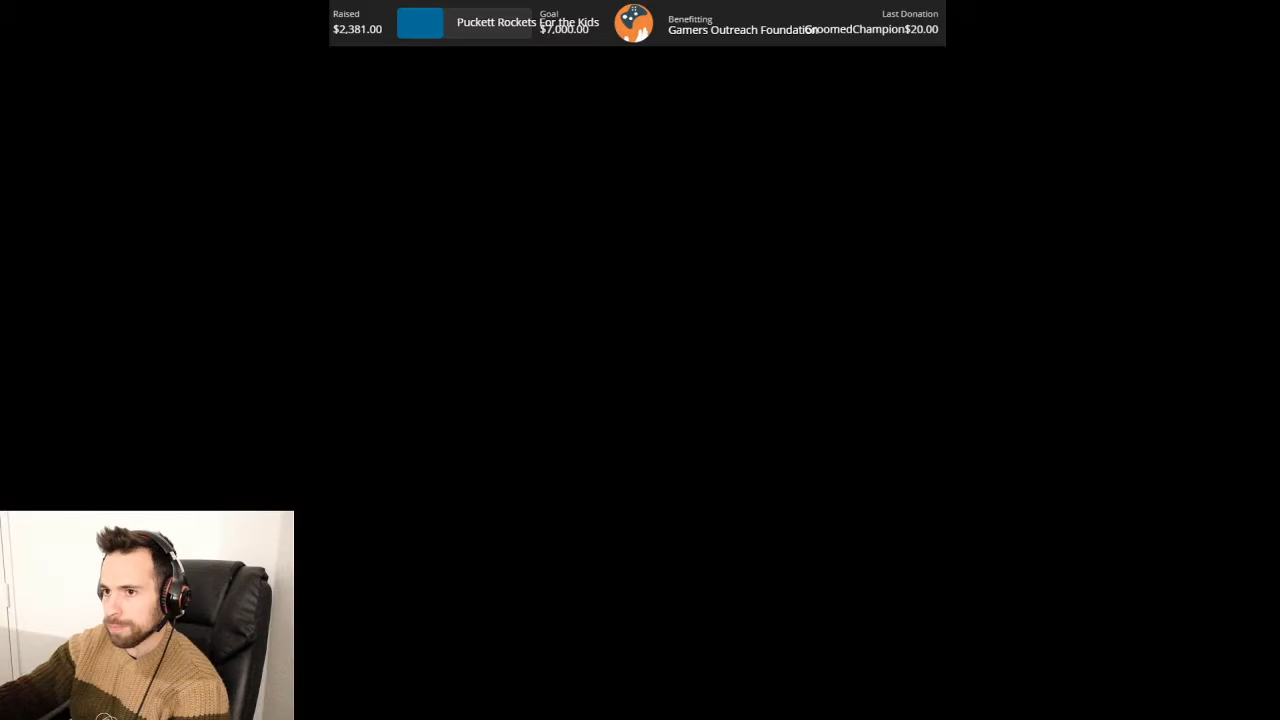 Raised
$2,381.00
Puckett Rockets For the Kids
Goal
$7,000.00
Benefitting
Gamers Outreach Foundation
Last Donation
GroomedChampion$20.00